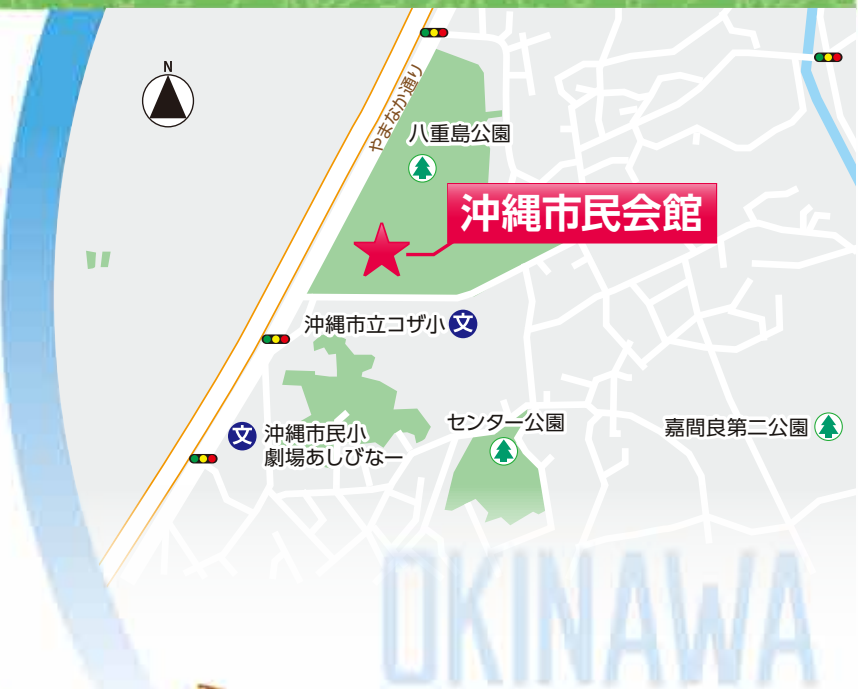 N
やまなか通り
八重島公園
沖縄市民会館
沖縄市立コザ小
文
文
沖縄市民小
劇場あしびなー
センター公園
嘉間良第二公園
OKINAWA